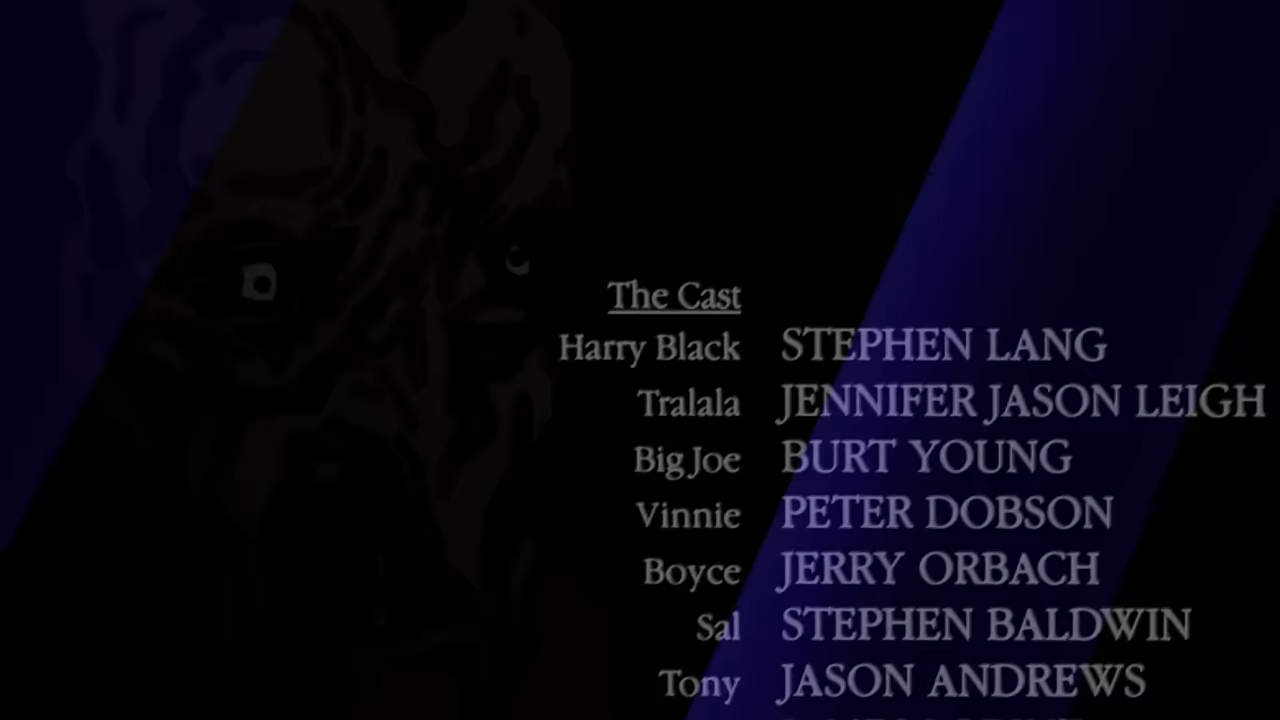 The Cast
Harry Black STEPHEN LANG
Tralala JENNIFER JASON LEIGH
Big Joe BURT YOUNG
Vinnie PETER DOBSON
Boyce JERRY ORBACH
Sal STEPHEN BALDWIN
Tony JASON ANDREWS